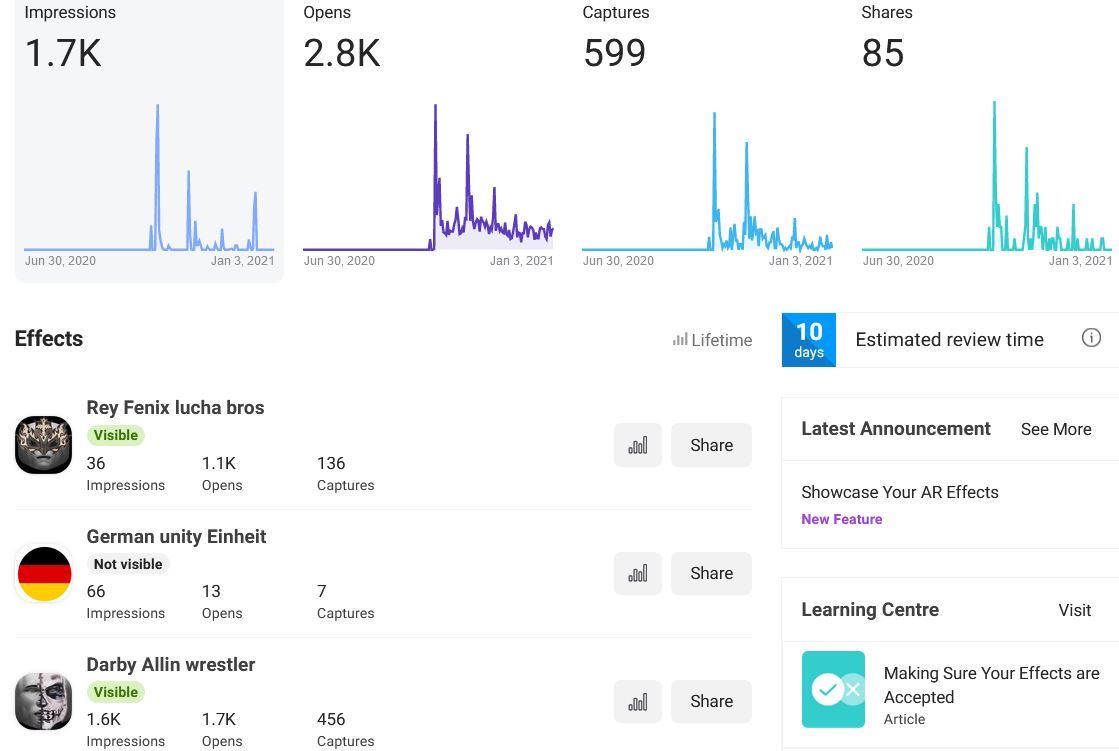 Impressions
1.7K
Jun 30, 2020 Jan 3, 2021
Opens
2.8K
Jun 30, 2020 Jan 3, 2021
Captures
599
Jun 30, 2020 Jan 3, 2021
Shares
85
Jun 30, 2020 Jan 3, 2021
Effects
Lifetime
Rey Fenix lucha bros
Visible
36 1.1K 136
Impressions Opens Captures
Share
German unity Einheit
Not visible
66 13 7
Impressions Opens Captures
Share
Darby Allin wrestler
Visible
1.6K 1.7K 456
Impressions Opens Captures
Share
10
days
Estimated review time
Latest Announcement See More
Showcase Your AR Effects
New Feature
Learning Centre Visit
Making Sure Your Effects are
Accepted
Article